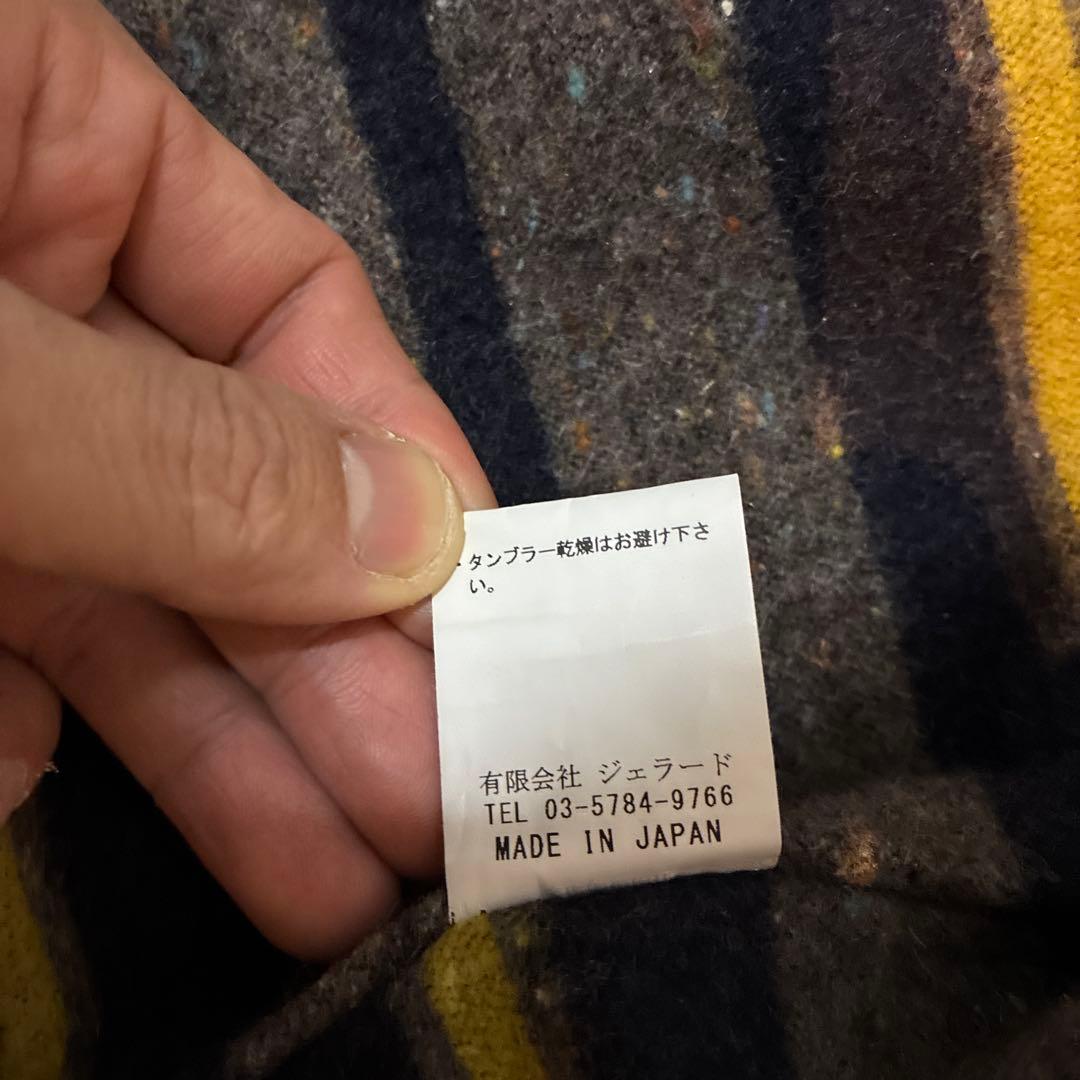 ・タンブラー乾燥はお避け下さ
い。
有限会社 ジェラード
TEL 03-5784-9766
MADE IN JAPAN